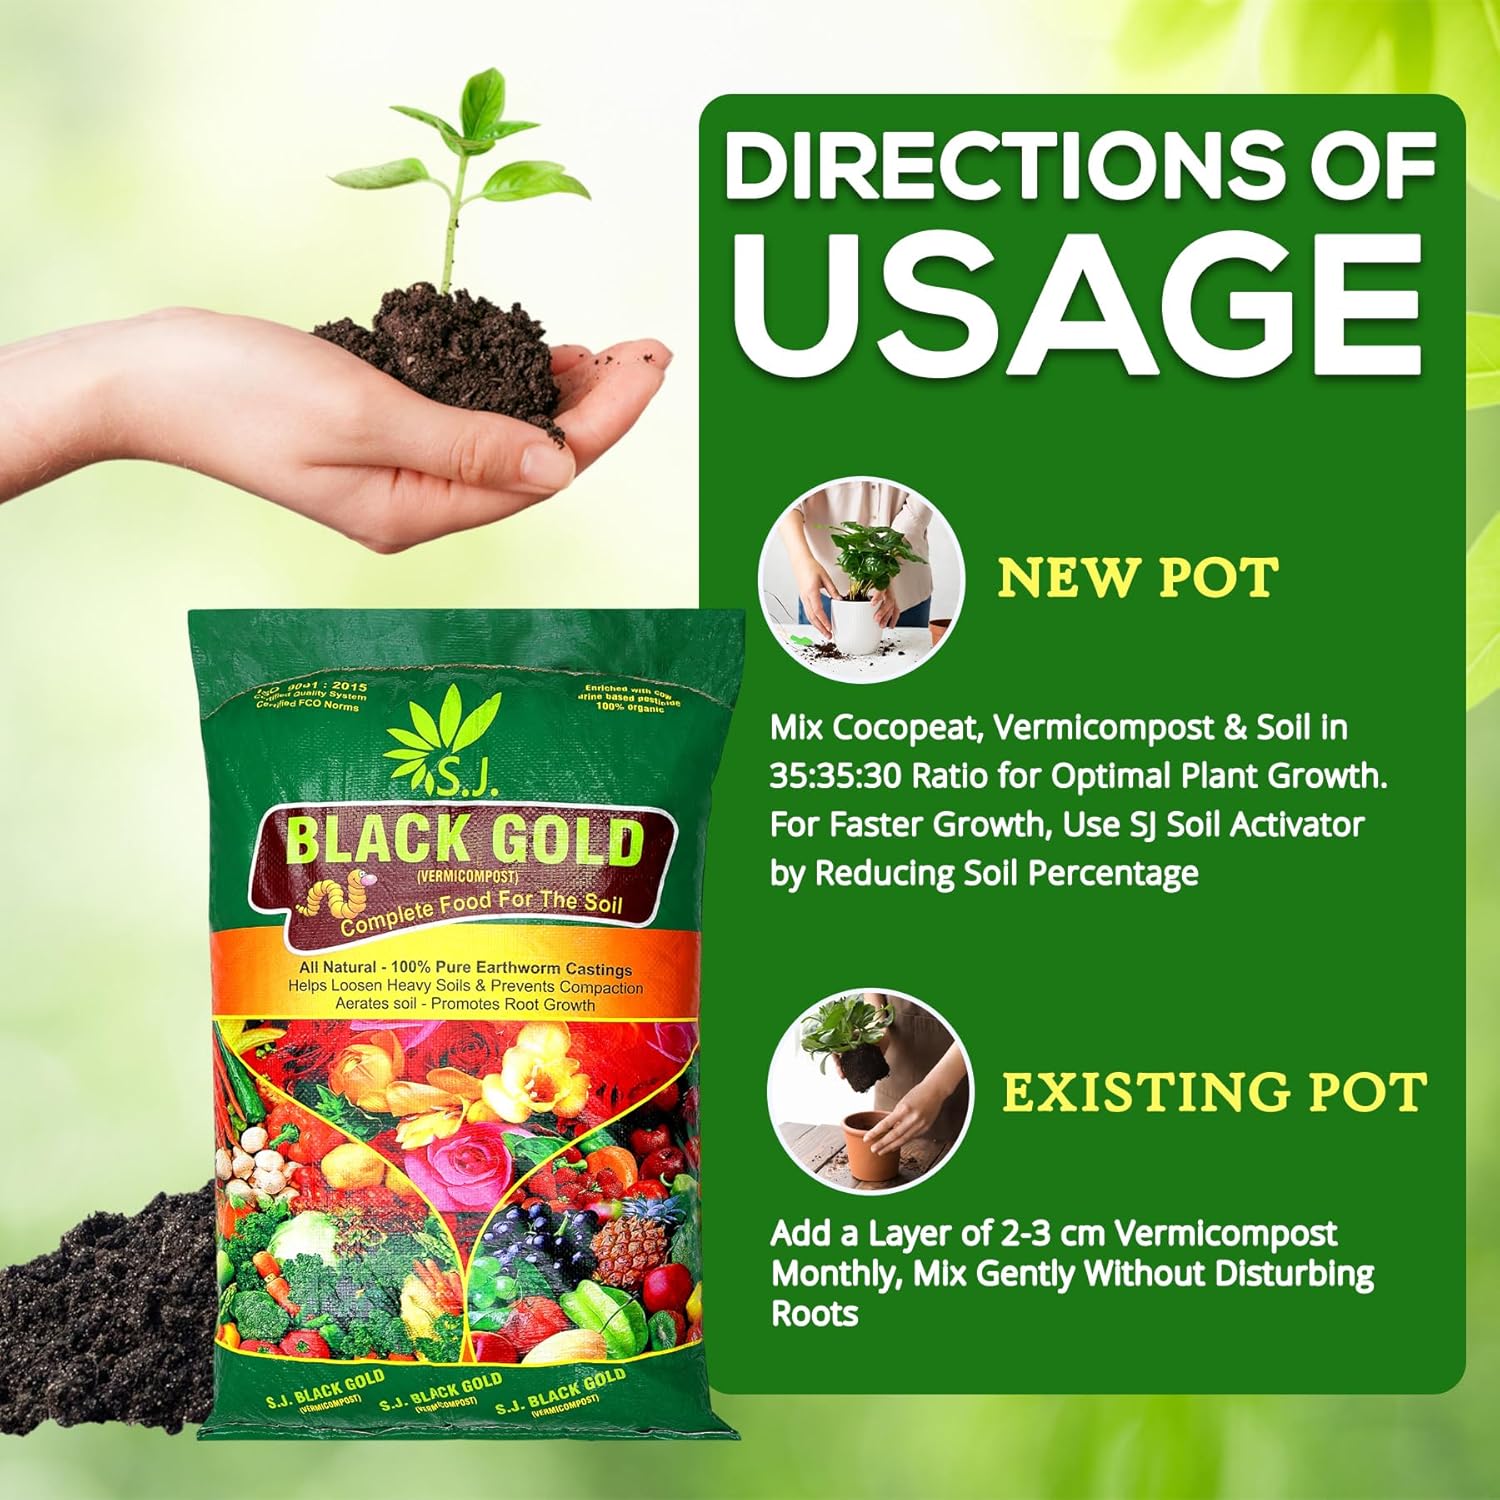 DIRECTIONS OF
USAGE
NEW POT
Mix Cocopeat, Vermicompost & Soil in
35:35:30 Ratio for Optimal Plant Growth.
For Faster Growth, Use SJ Soil Activator
by Reducing Soil Percentage
EXISTING POT
Add a Layer of 2-3 cm Vermicompost
Monthly, Mix Gently Without Disturbing
Roots
ISO 9001 : 2015
Certified Quality System
Certified FCO Norms
Enriched with cow
urine based pesticide
100% organic
S.J.
BLACK GOLD
(VERMICOMPOST)
Complete Food For The Soil
All Natural - 100% Pure Earthworm Castings
Helps Loosen Heavy Soils & Prevents Compaction
Aerates soil - Promotes Root Growth
S.J. BLACK GOLD
(VERMICOMPOST)
S.J. BLACK GOLD
(VERMICOMPOST)
S.J. BLACK GOLD
(VERMICOMPOST)